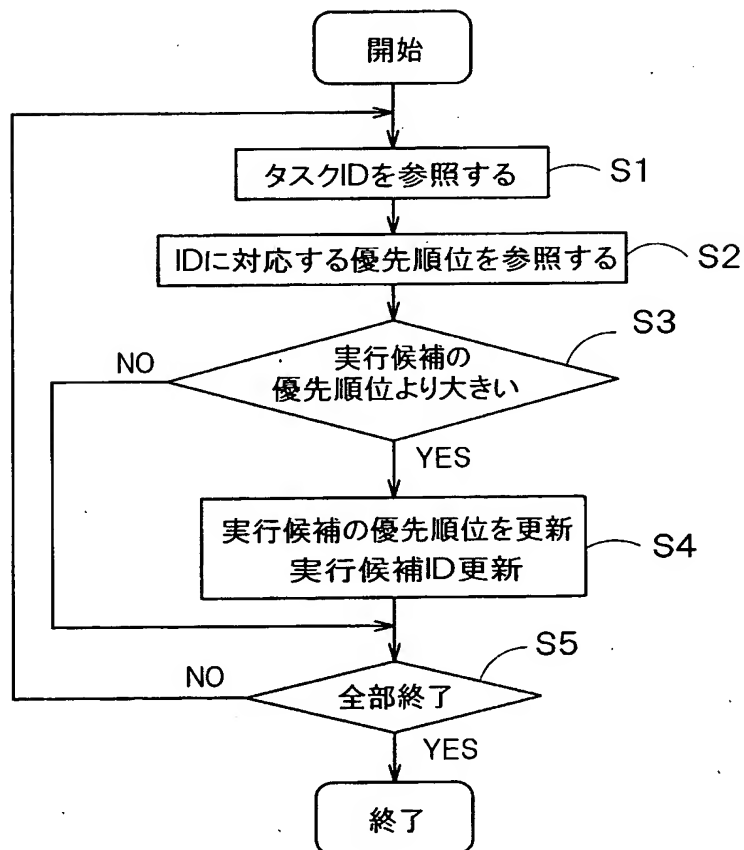 開始
タスクIDを参照する
S1
IDに対応する優先順位を参照する
S2
S3
実行候補の
優先順位より大きい
NO
YES
実行候補の優先順位を更新
実行候補ID更新
S4
S5
全部終了
NO
YES
終了